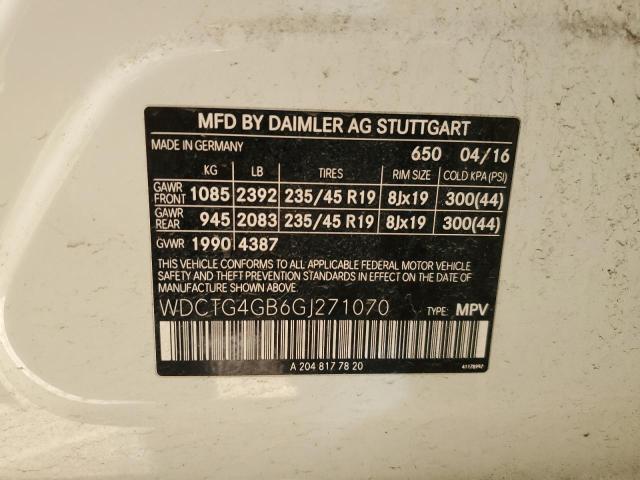 MFD BY DAIMLER AG STUTTGART
MADE IN GERMANY 650 04/16
KG LB TIRES RIM SIZE COLD KPA (PSI)
GAWR FRONT 1085 2392 235/45 R19 8Jx19 300(44)
GAWR REAR 945 2083 235/45 R19 8Jx19 300(44)
GVWR 1990 4387
THIS VEHICLE CONFORMS TO ALL APPLICABLE FEDERAL MOTOR VEHICLE
SAFETY STANDARDS IN EFFECT ON THE DATE OF
MANUFACTURE SHOWN ABOVE.
WDCTG4GB6GJ271070 TYPE: MPV
A 204 817 78 20